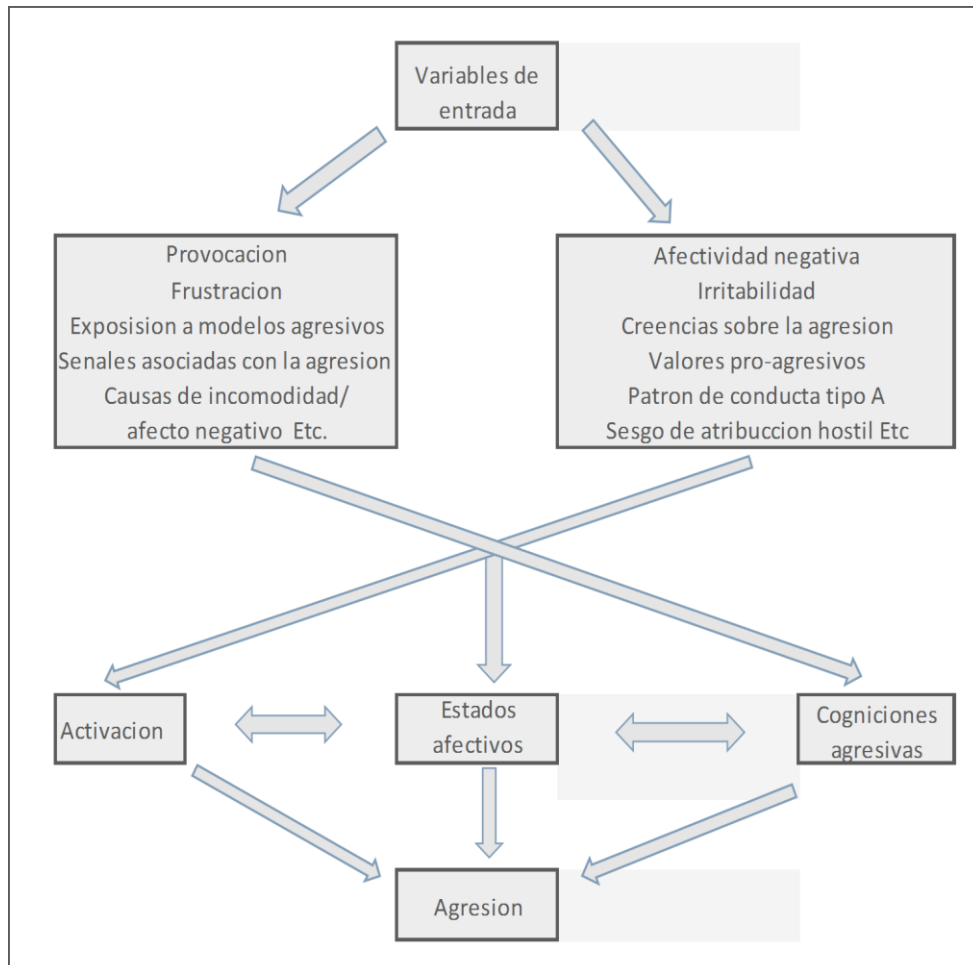 Variables de
entrada
Provocacion
Frustracion
Exposision a modelos agresivos
Senales asociadas con la agresion
Causas de incomodidad/
afecto negativo Etc.
Afectividad negativa
Irritabilidad
Creencias sobre la agresion
Valores pro-agresivos
Patron de conducta tipo A
Sesgo de atribuccion hostil Etc
Activacion
Estados
afectivos
Cogniciones
agresivas
Agresion